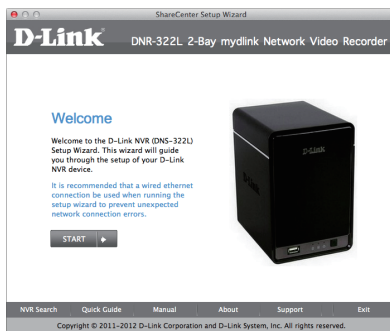 ShareCenter Setup Wizard
D-Link
DNR-322L 2-Bay mydlink Network Video Recorder
Welcome
Welcome to the D-Link NVR (DNS-322L)
Setup Wizard. This wizard will guide
you through the setup of your D-Link
NVR device.
It is recommended that a wired ethernet
connection be used when running the
setup wizard to prevent unexpected
network connection errors.
START
D-Link
D-Link
NVR Search Quick Guide Manual About Support Exit
Copyright © 2011-2012 D-Link Corporation and D-Link System, Inc. All rights reserved.